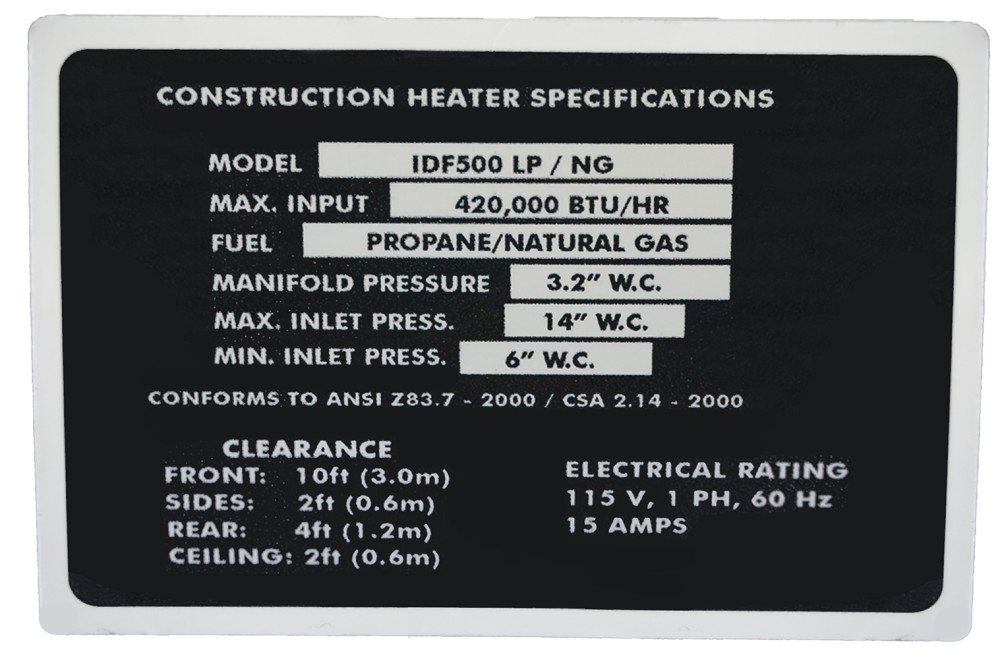 CONSTRUCTION HEATER SPECIFICATIONS
MODEL IDF500 LP / NG
MAX. INPUT 420,000 BTU/HR
FUEL PROPANE/NATURAL GAS
MANIFOLD PRESSURE 3.2" W.C.
MAX. INLET PRESS. 14" W.C.
MIN. INLET PRESS. 6" W.C.
CONFORMS TO ANSI Z83.7 - 2000 / CSA 2.14 - 2000
CLEARANCE
FRONT: 10ft (3.0m)
SIDES: 2ft (0.6m)
REAR: 4ft (1.2m)
CEILING: 2ft (0.6m)
ELECTRICAL RATING
115 V, 1 PH, 60 Hz
15 AMPS